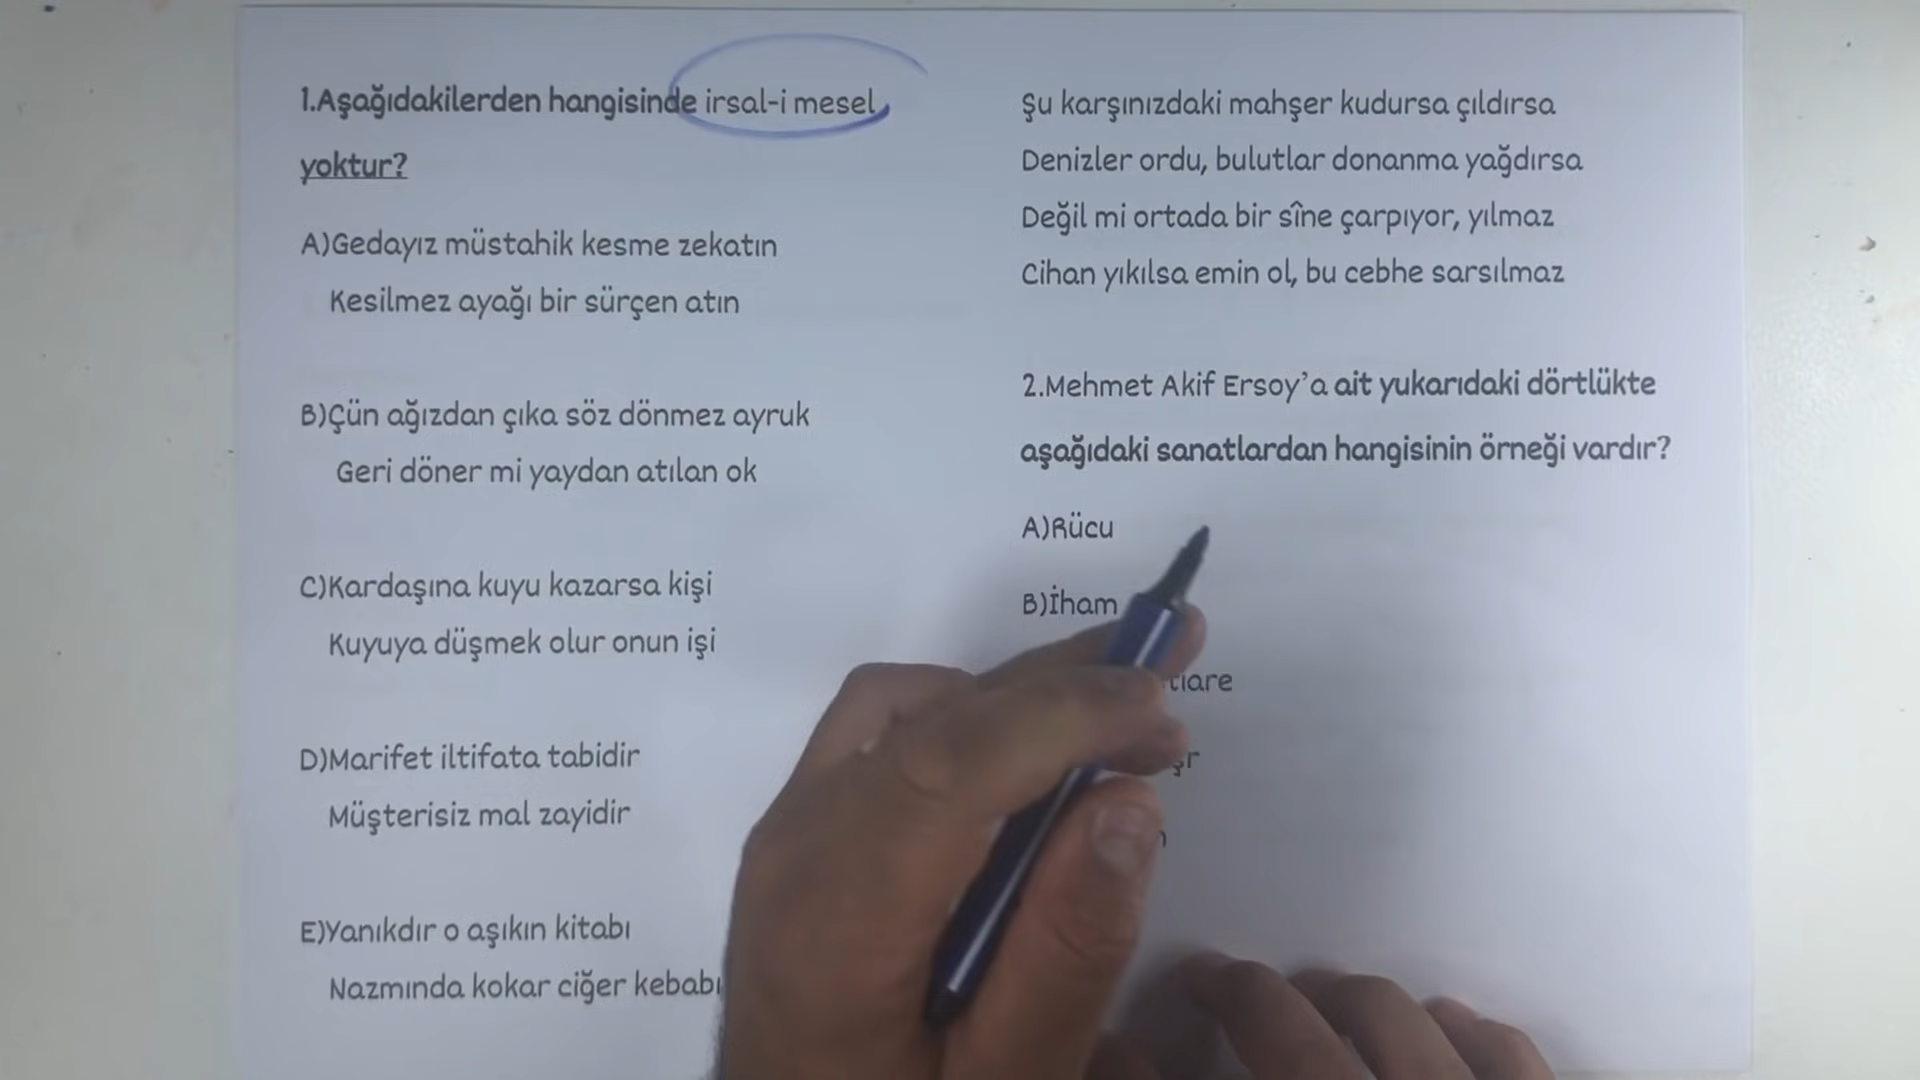 1.Aşağıdakilerden hangisinde irsal-i mesel
yoktur?
A)Gedayız müstahik kesme zekatın
Kesilmez ayağı bir sürçen atın
B)Çün ağızdan çıka söz dönmez ayruk
Geri döner mi yaydan atılan ok
C)Kardaşına kuyu kazarsa kişi
Kuyuya düşmek olur onun işi
D)Marifet iltifata tabidir
Müşterisiz mal zayidir
E)Yanıkdır o aşıkın kitabı
Nazmında kokar ciğer kebabı
Şu karşınızdaki mahşer kudursa çıldırsa
Denizler ordu, bulutlar donanma yağdırsa
Değil mi ortada bir sîne çarpıyor, yılmaz
Cihan yıkılsa emin ol, bu cebhe sarsılmaz
2.Mehmet Akif Ersoy'a ait yukarıdaki dörtlükte
aşağıdaki sanatlardan hangisinin örneği vardır?
A)Rücu
B)İham